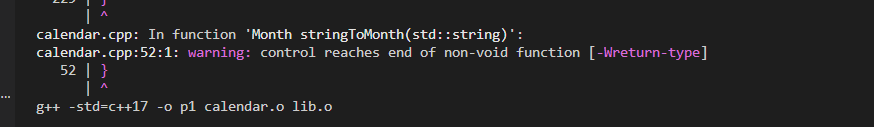 229 | }
| ^
calendar.cpp: In function 'Month stringToMonth(std::string)':
calendar.cpp:52:1: warning: control reaches end of non-void function [-Wreturn-type]
52 | }
| ^
...
g++ -std=c++17 -o p1 calendar.o lib.o